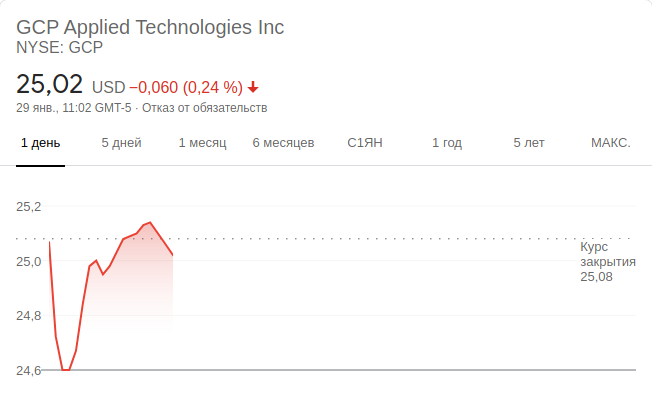 GCP Applied Technologies Inc
NYSE: GCP
25,02 USD −0,060 (0,24 %)
29 янв., 11:02 GMT-5 · Отказ от обязательств
1 день 5 дней 1 месяц 6 месяцев С1ЯН 1 год 5 лет МАКС.
25,2
Курс
закрытия
25,08
25,0
24,8
24,6